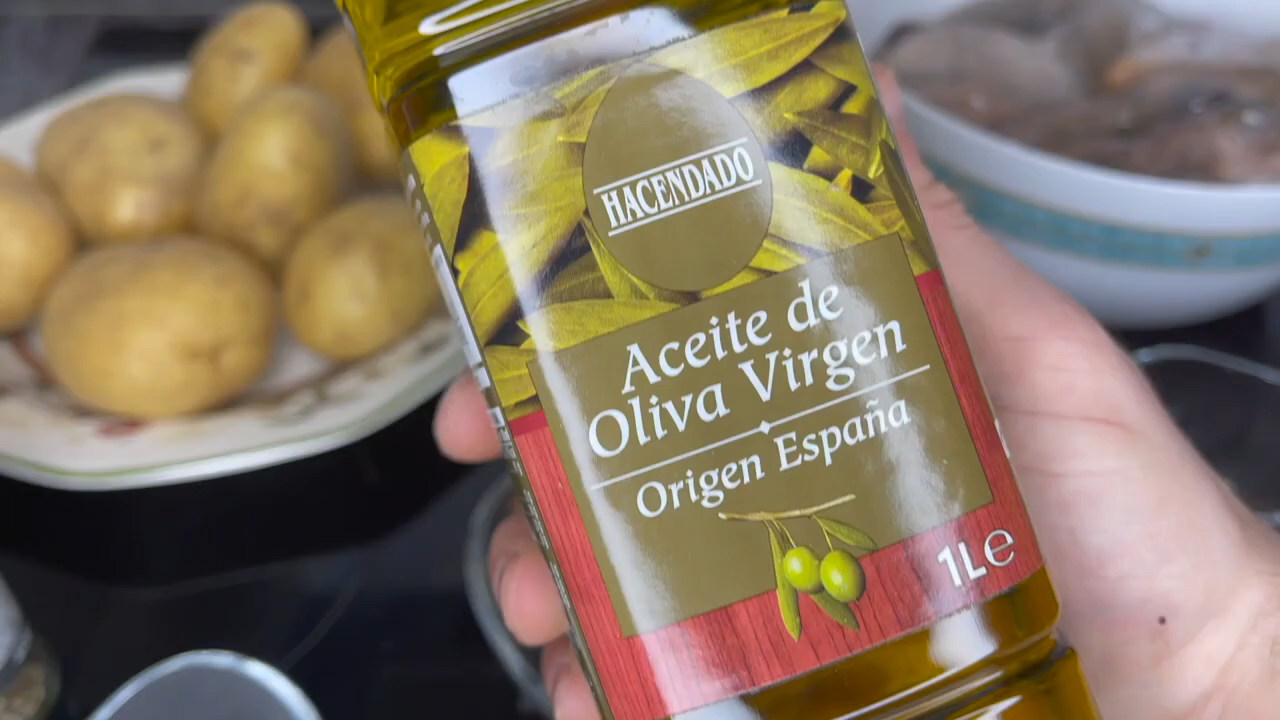 HACENDADO
Aceite de
Oliva Virgen
Origen España
1L e